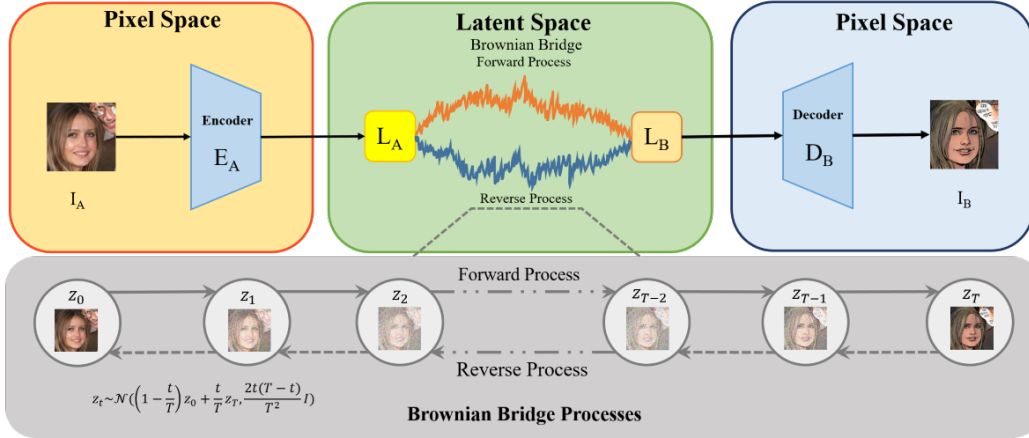 Pixel Space
Latent Space
Pixel Space
Brownian Bridge
Forward Process
Encoder
E_A
L_A
L_B
Decoder
D_B
I_A
Reverse Process
I_B
Forward Process
z_0
z_1
z_2
z_{T-2}
z_{T-1}
z_T
Reverse Process
z_t~𝒩((1 − t/T) z_0 + t/T z_T, 2t(T − t)/T^2 I)
Brownian Bridge Processes